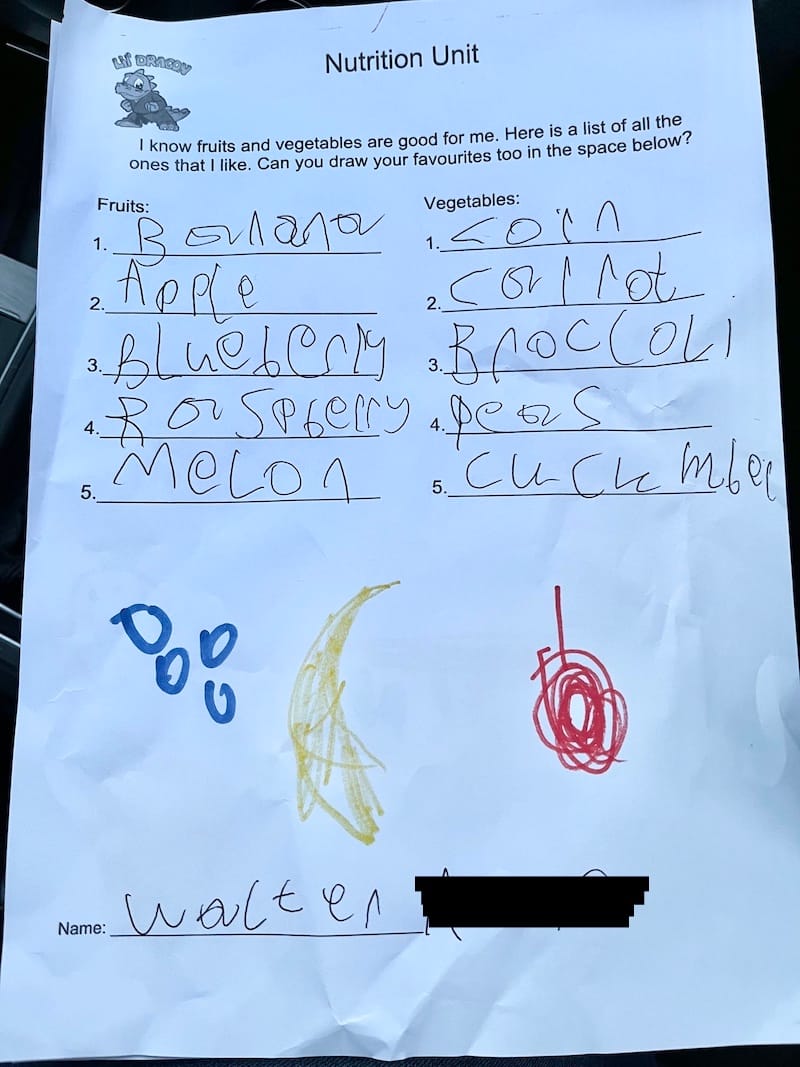 Lil' DRAGON
Nutrition Unit
I know fruits and vegetables are good for me. Here is a list of all the
ones that I like. Can you draw your favourites too in the space below?
Fruits:
1. Banana
2. Apple
3. BLueberry
4. Raspberry
5. MeLon
Vegetables:
1. corn
2. carrot
3. BroccoLi
4. peas
5. cucumber
Name: Walter